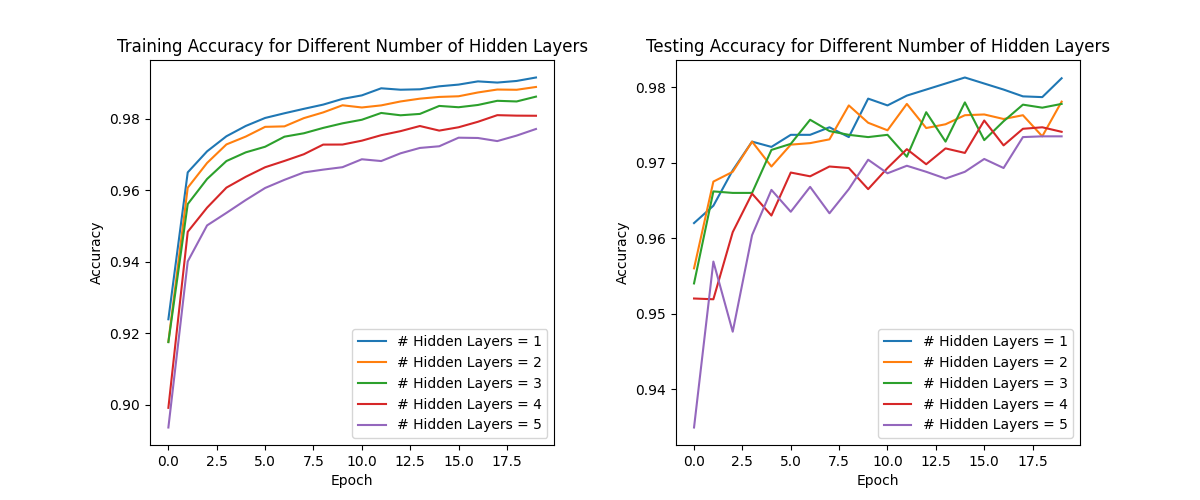 Training Accuracy for Different Number of Hidden Layers
Accuracy
0.98
0.96
0.94
0.92
0.90
# Hidden Layers = 1
# Hidden Layers = 2
# Hidden Layers = 3
# Hidden Layers = 4
# Hidden Layers = 5
0.0 2.5 5.0 7.5 10.0 12.5 15.0 17.5
Epoch
Testing Accuracy for Different Number of Hidden Layers
Accuracy
0.98
0.97
0.96
0.95
0.94
# Hidden Layers = 1
# Hidden Layers = 2
# Hidden Layers = 3
# Hidden Layers = 4
# Hidden Layers = 5
0.0 2.5 5.0 7.5 10.0 12.5 15.0 17.5
Epoch